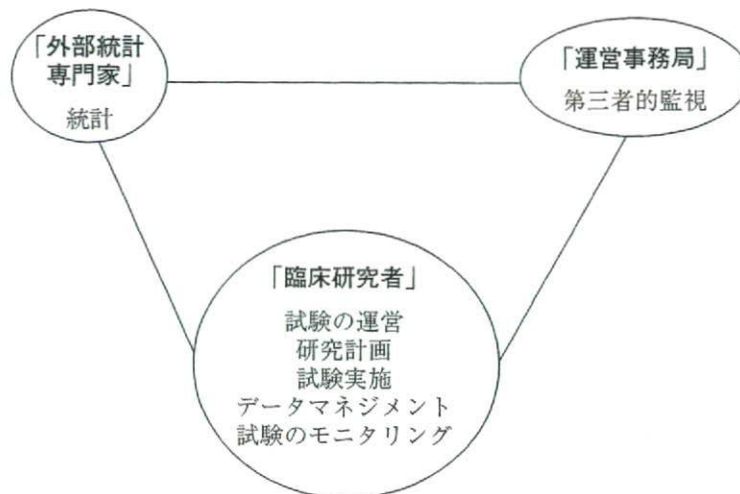 「外部統計
専門家」
統計
「運営事務局」
第三者的監視
「臨床研究者」
試験の運営
研究計画
試験実施
データマネジメント
試験のモニタリング